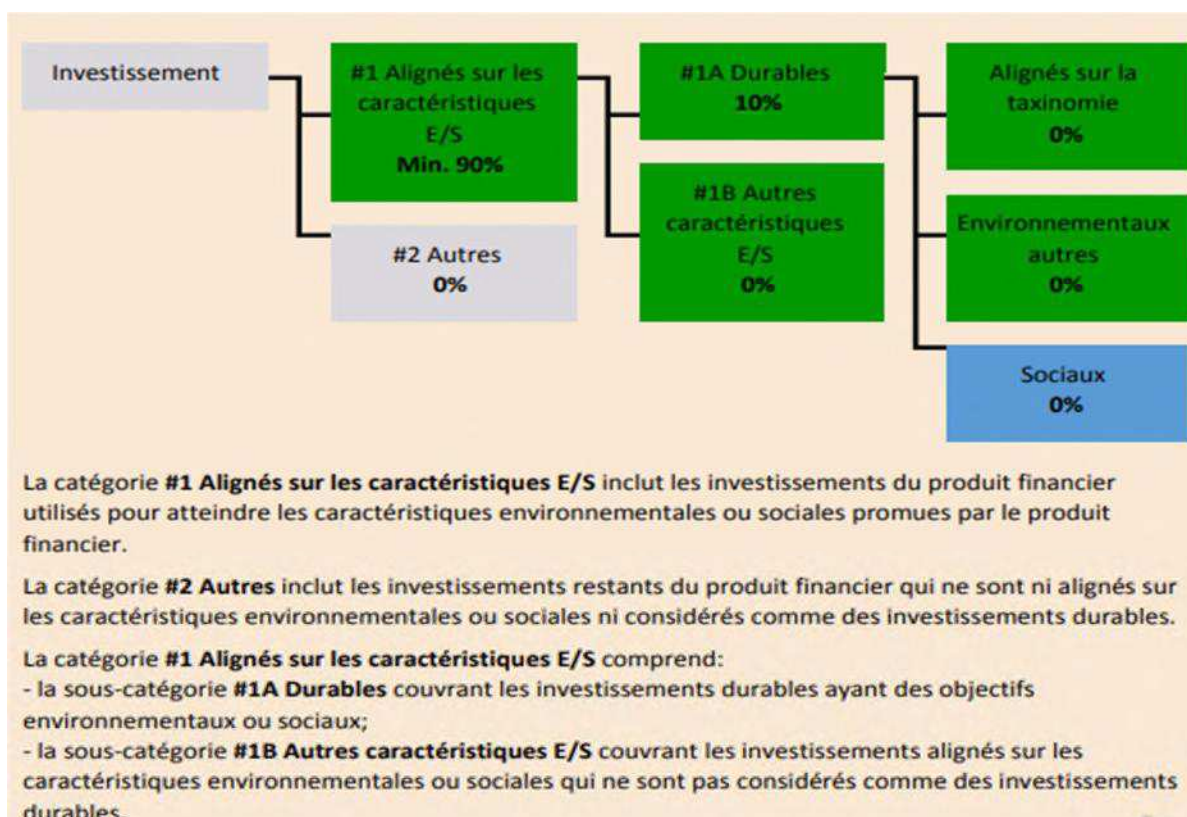 Investissement
#1 Alignés sur les
caractéristiques
E/S
Min. 90%
#2 Autres
0%
#1A Durables
10%
#1B Autres
caractéristiques
E/S
0%
Alignés sur la
taxinomie
0%
Environnementaux
autres
0%
Sociaux
0%
La catégorie #1 Alignés sur les caractéristiques E/S inclut les investissements du produit financier
utilisés pour atteindre les caractéristiques environnementales ou sociales promues par le produit
financier.
La catégorie #2 Autres inclut les investissements restants du produit financier qui ne sont ni alignés sur
les caractéristiques environnementales ou sociales ni considérés comme des investissements durables.
La catégorie #1 Alignés sur les caractéristiques E/S comprend:
- la sous-catégorie #1A Durables couvrant les investissements durables ayant des objectifs
environnementaux ou sociaux;
- la sous-catégorie #1B Autres caractéristiques E/S couvrant les investissements alignés sur les
caractéristiques environnementales ou sociales qui ne sont pas considérés comme des investissements
durables.